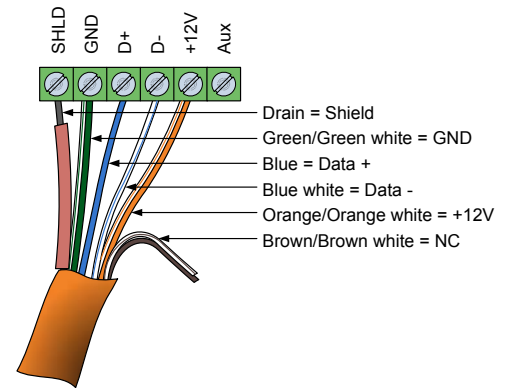 SHLD
GND
D+
D-
+12V
Aux
Drain = Shield
Green/Green white = GND
Blue = Data +
Blue white = Data -
Orange/Orange white = +12V
Brown/Brown white = NC